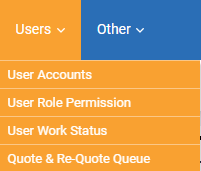 Users Other
User Accounts
User Role Permission
User Work Status
Quote & Re-Quote Queue